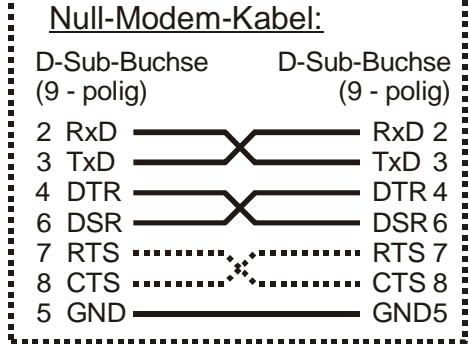 Null-Modem-Kabel:
D-Sub-Buchse D-Sub-Buchse
(9 - polig) (9 - polig)
2 RxD RxD 2
3 TxD TxD 3
4 DTR DTR 4
6 DSR DSR 6
7 RTS RTS 7
8 CTS CTS 8
5 GND GND5